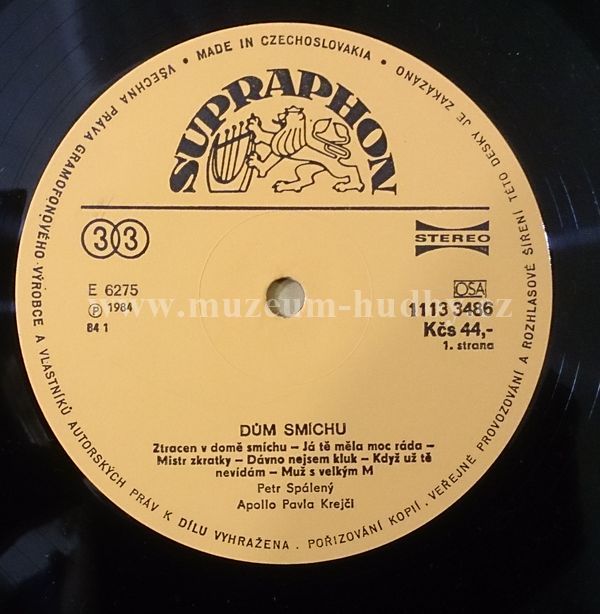 VŠECHNA PRÁVA GRAMOFONOVÉHO VÝROBCE A VLASTNÍKŮ AUTORSKÝCH PRÁV K DÍLU VYHRAŽENA. POŘIZOVÁNÍ KOPIÍ, VEŘEJNÉ PROVOZOVÁNÍ A ROZHLASOVÉ ŠÍŘENÍ TÉTO DESKY JE ZAKÁZÁNO
• MADE IN CZECHOSLOVAKIA •
SUPRAPHON
33
STEREO
E 6275
Ⓟ 1984
84 1
OSA
1113 3486
Kčs 44,-
1. strana
www.muzeum-hudby.cz
DŮM SMÍCHU
Ztracen v domě smíchu – Já tě měla moc ráda –
Mistr zkratky – Dávno nejsem kluk – Když už tě
nevídám – Muž s velkým M
Petr Spálený
Apollo Pavla Krejčí